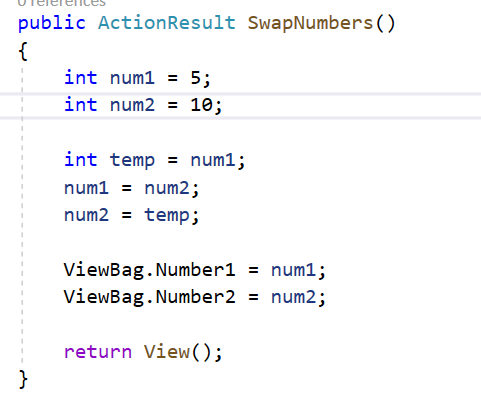 0 references
public ActionResult SwapNumbers()
{
    int num1 = 5;
    int num2 = 10;

    int temp = num1;
    num1 = num2;
    num2 = temp;

    ViewBag.Number1 = num1;
    ViewBag.Number2 = num2;

    return View();
}